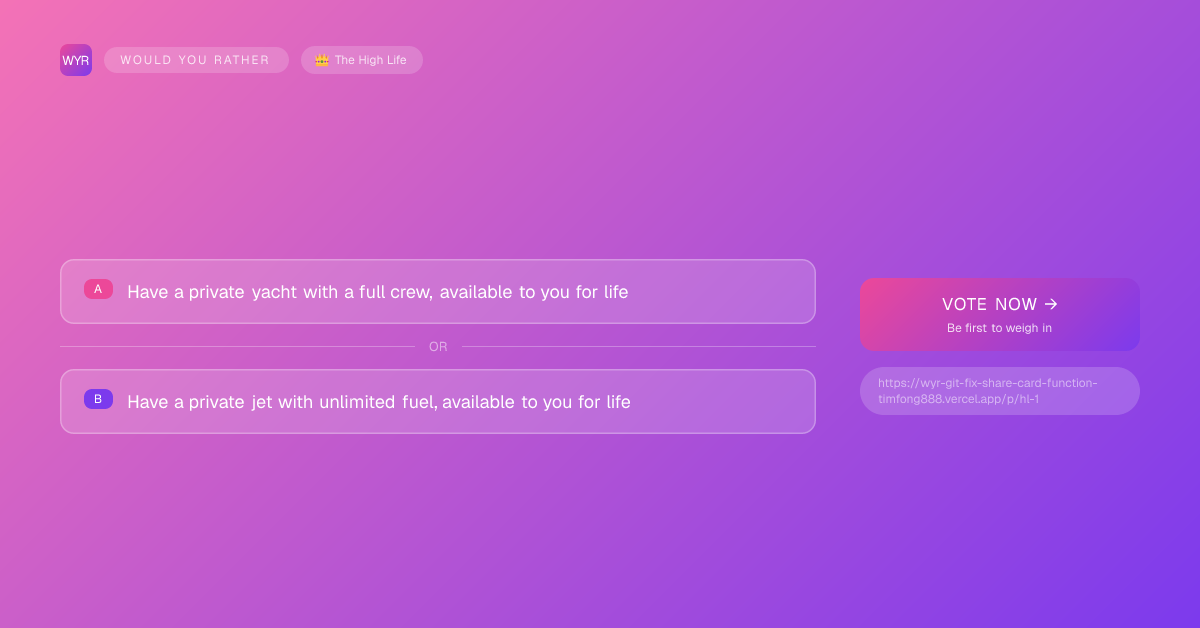 WYR
WOULD YOU RATHER
The High Life
A
Have a private yacht with a full crew, available to you for life
OR
B
Have a private jet with unlimited fuel, available to you for life
VOTE NOW →
Be first to weigh in
https://wyr-git-fix-share-card-function-
timfong888.vercel.app/p/hl-1